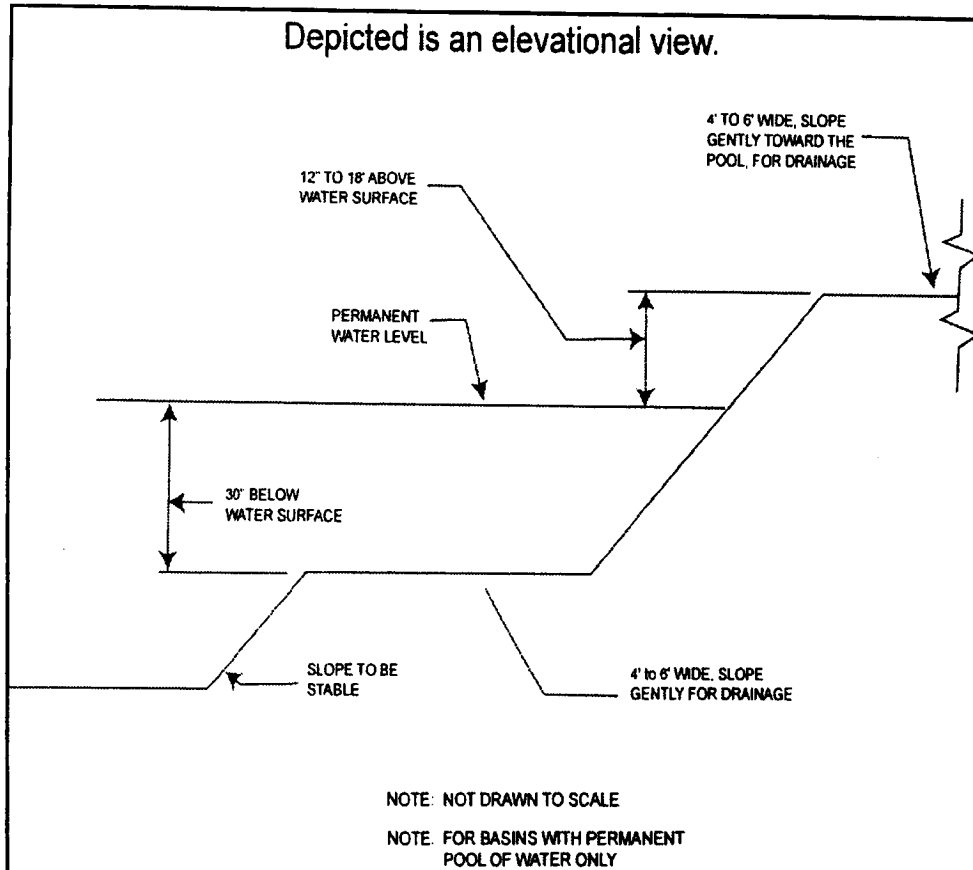 Depicted is an elevational view.
4' TO 6' WIDE, SLOPE
GENTLY TOWARD THE
POOL, FOR DRAINAGE
12" TO 18" ABOVE
WATER SURFACE
PERMANENT
WATER LEVEL
30" BELOW
WATER SURFACE
SLOPE TO BE
STABLE
4' to 6' WIDE, SLOPE
GENTLY FOR DRAINAGE
NOTE: NOT DRAWN TO SCALE
NOTE. FOR BASINS WITH PERMANENT
POOL OF WATER ONLY